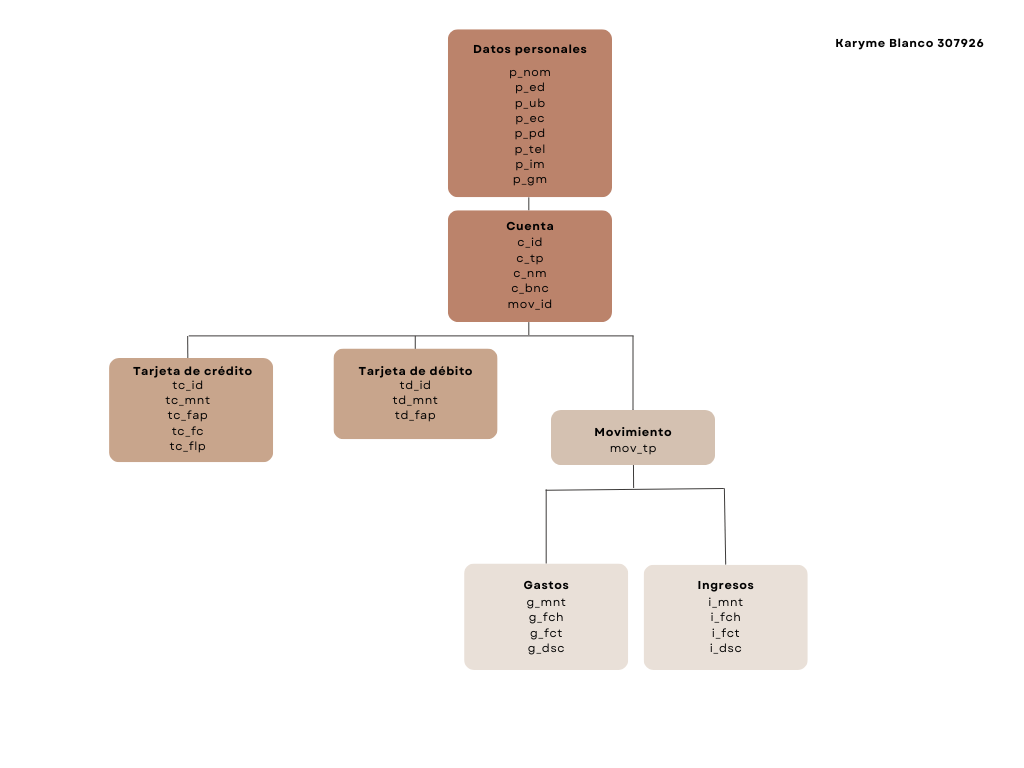 Karyme Blanco 307926
Datos personales
p_nom
p_ed
p_ub
p_ec
p_pd
p_tel
p_im
p_gm
Cuenta
c_id
c_tp
c_nm
c_bnc
mov_id
Tarjeta de crédito
tc_id
tc_mnt
tc_fap
tc_fc
tc_flp
Tarjeta de débito
td_id
td_mnt
td_fap
Movimiento
mov_tp
Gastos
g_mnt
g_fch
g_fct
g_dsc
Ingresos
i_mnt
i_fch
i_fct
i_dsc